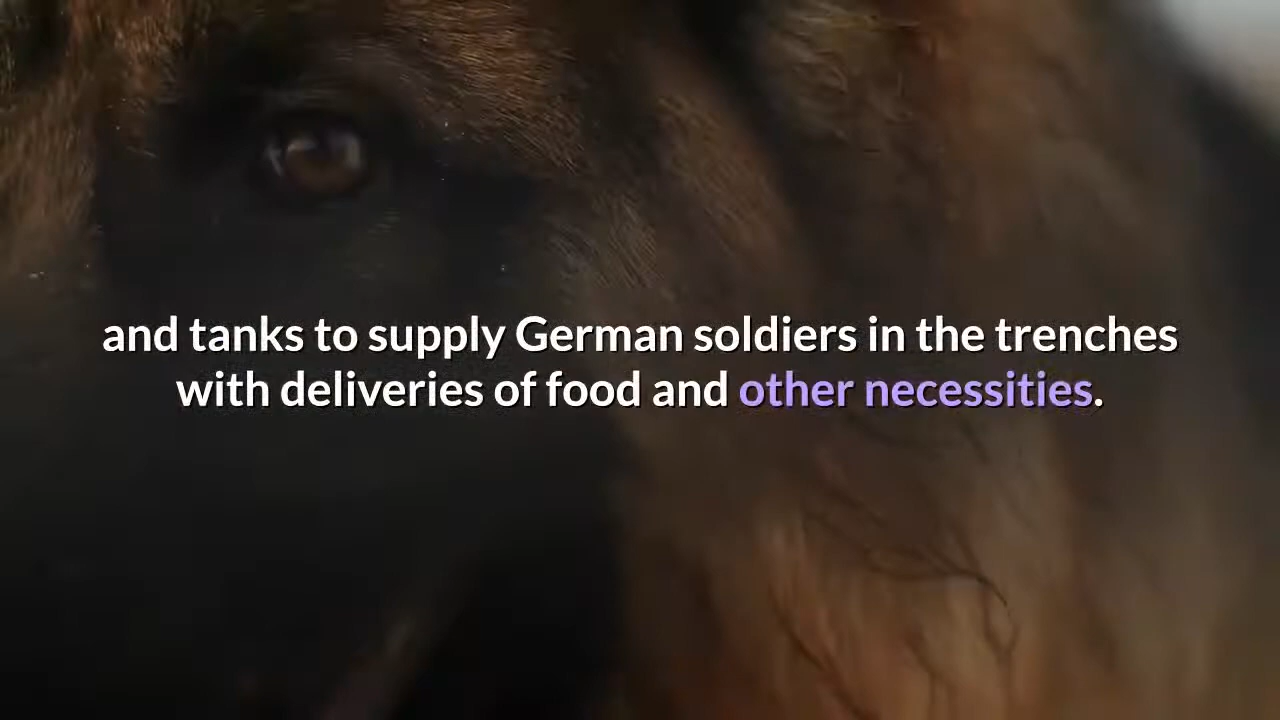 and tanks to supply German soldiers in the trenches
with deliveries of food and other necessities.